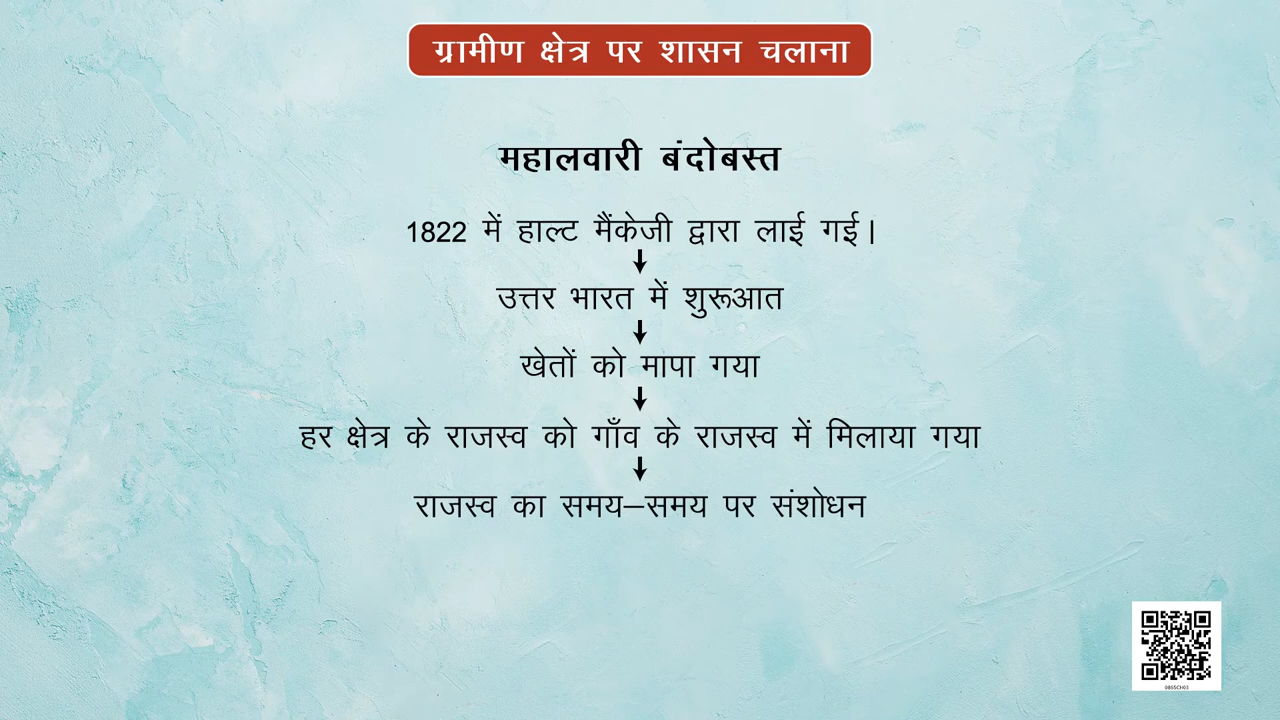 ग्रामीण क्षेत्र पर शासन चलाना
महालवारी बंदोबस्त
1822 में हाल्ट मैंकेजी द्वारा लाई गई।
उत्तर भारत में शुरूआत
खेतों को मापा गया
हर क्षेत्र के राजस्व को गाँव के राजस्व में मिलाया गया
राजस्व का समय–समय पर संशोधन
0865CH03